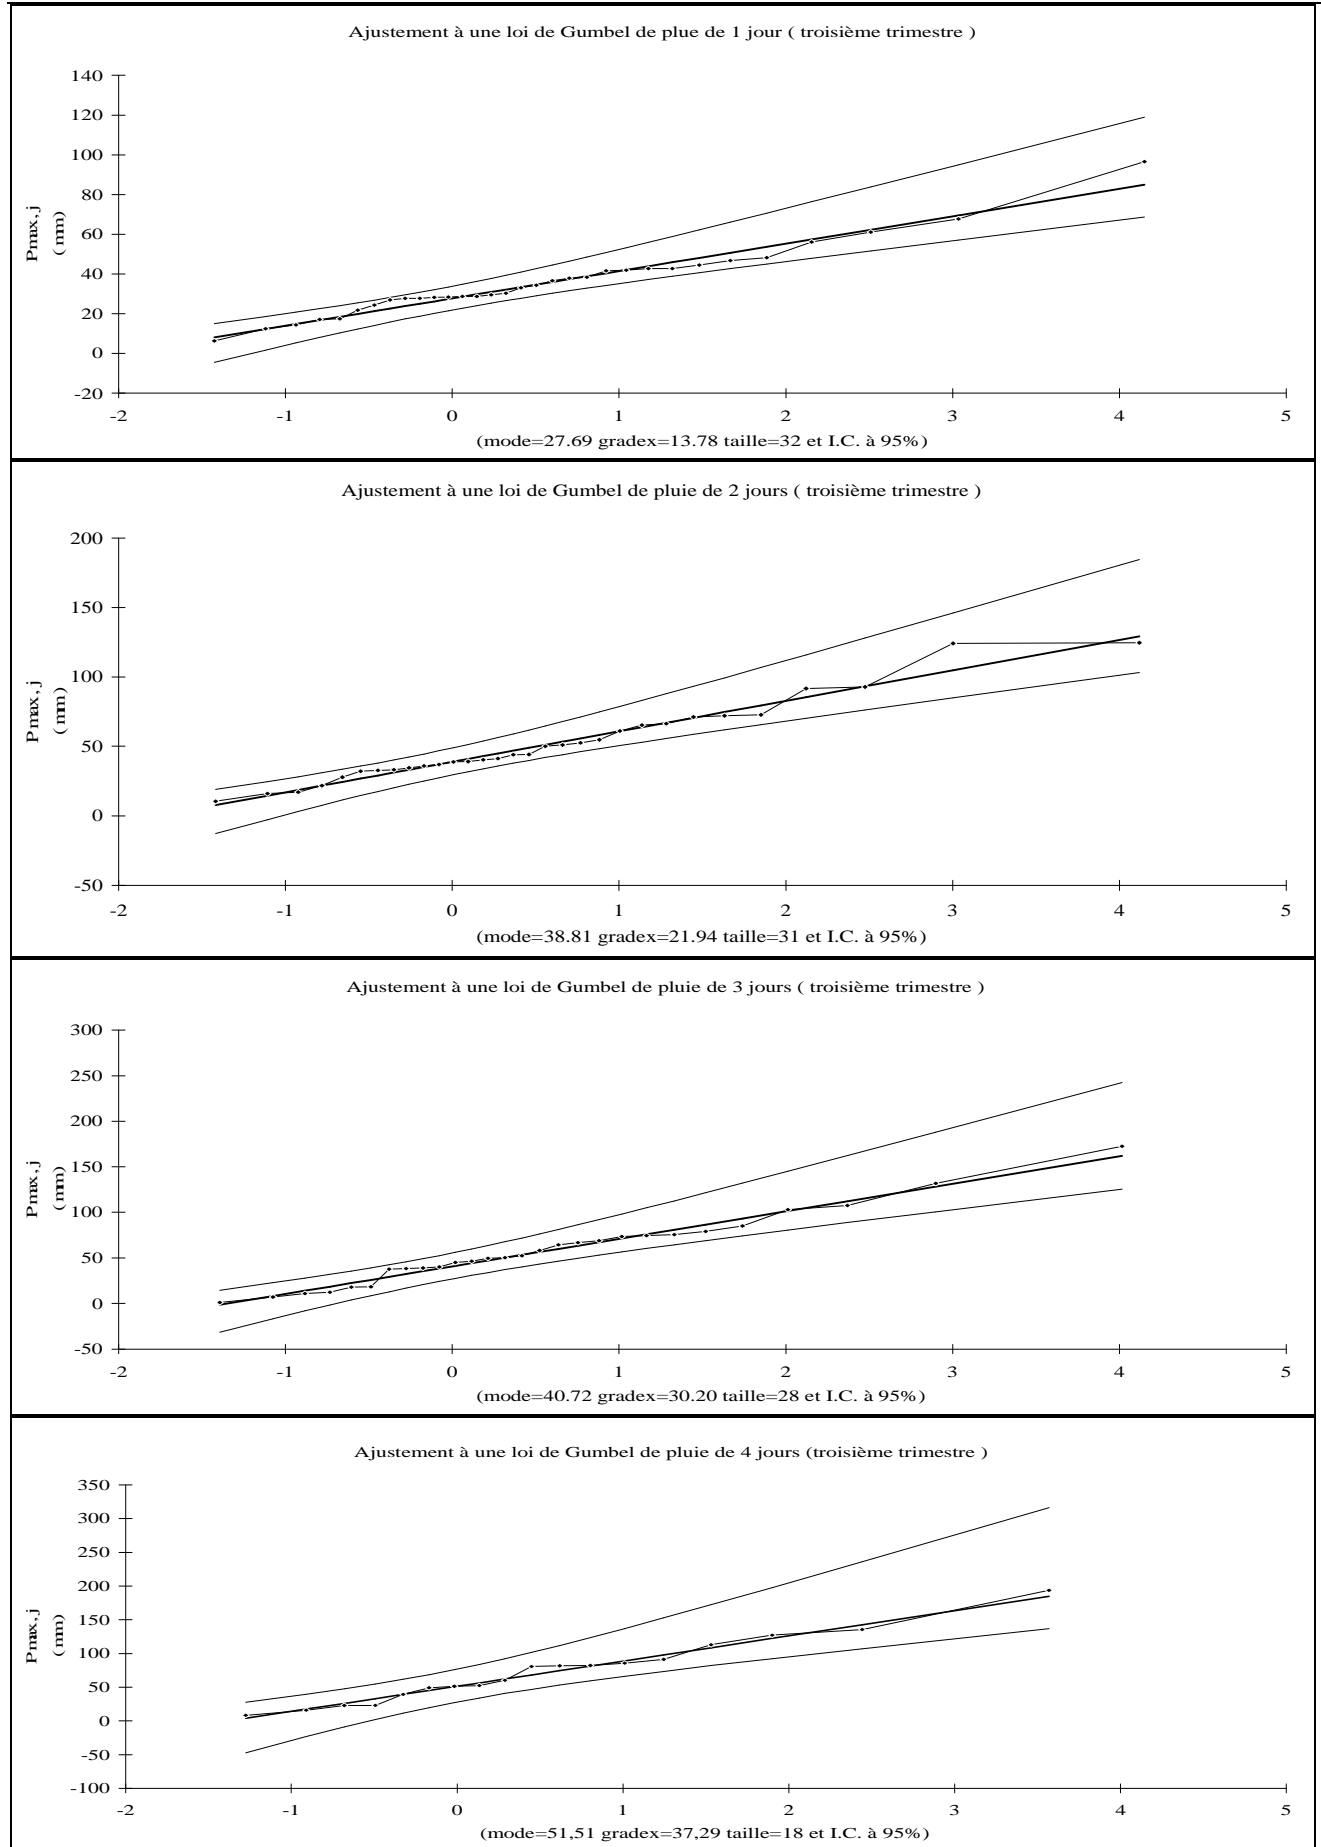 Ajustement à une loi de Gumbel de plue de 1 jour ( troisième trimestre )
140
120
100
80
60
40
20
0
-20
Pmax, j
(mm)
-2 -1 0 1 2 3 4 5
(mode=27.69 gradex=13.78 taille=32 et I.C. à 95%)
Ajustement à une loi de Gumbel de pluie de 2 jours ( troisième trimestre )
200
150
100
50
0
-50
Pmax, j
(mm)
-2 -1 0 1 2 3 4 5
(mode=38.81 gradex=21.94 taille=31 et I.C. à 95%)
Ajustement à une loi de Gumbel de pluie de 3 jours ( troisième trimestre )
300
250
200
150
100
50
0
-50
Pmax, j
(mm)
-2 -1 0 1 2 3 4 5
(mode=40.72 gradex=30.20 taille=28 et I.C. à 95%)
Ajustement à une loi de Gumbel de pluie de 4 jours (troisième trimestre )
350
300
250
200
150
100
50
0
-50
-100
Pmax, j
(mm)
-2 -1 0 1 2 3 4 5
(mode=51,51 gradex=37,29 taille=18 et I.C. à 95%)